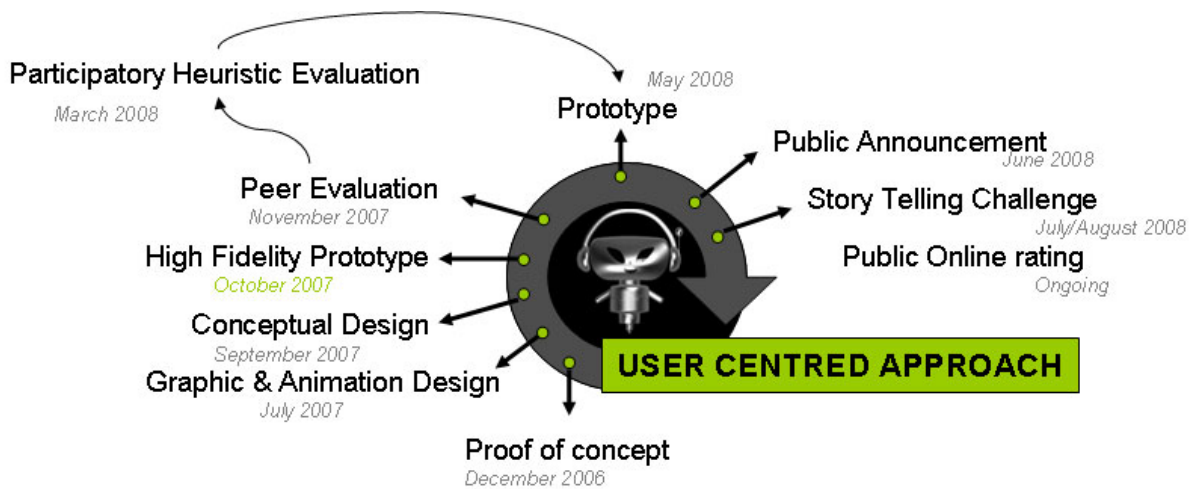 Participatory Heuristic Evaluation
March 2008
May 2008
Prototype
Public Announcement
June 2008
Peer Evaluation
November 2007
Story Telling Challenge
July/August 2008
High Fidelity Prototype
October 2007
Public Online rating
Ongoing
Conceptual Design
September 2007
Graphic & Animation Design
July 2007
USER CENTRED APPROACH
Proof of concept
December 2006